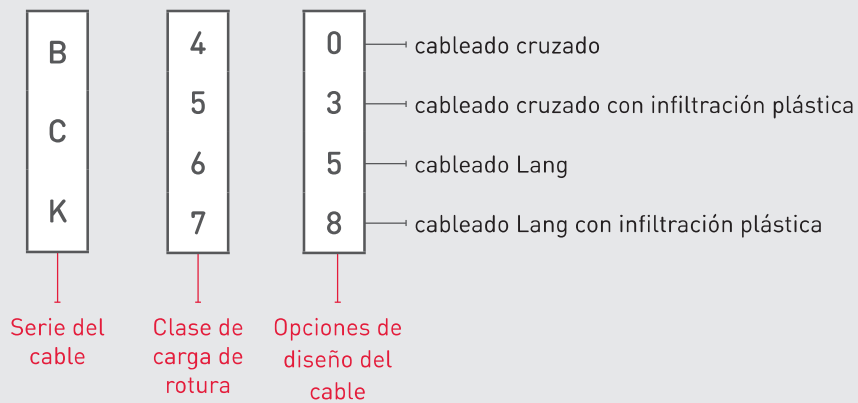 B
C
K
4
5
6
7
0
3
5
8
cableado cruzado
cableado cruzado con infiltración plástica
cableado Lang
cableado Lang con infiltración plástica
Serie del
cable
Clase de
carga de
rotura
Opciones de
diseño del
cable